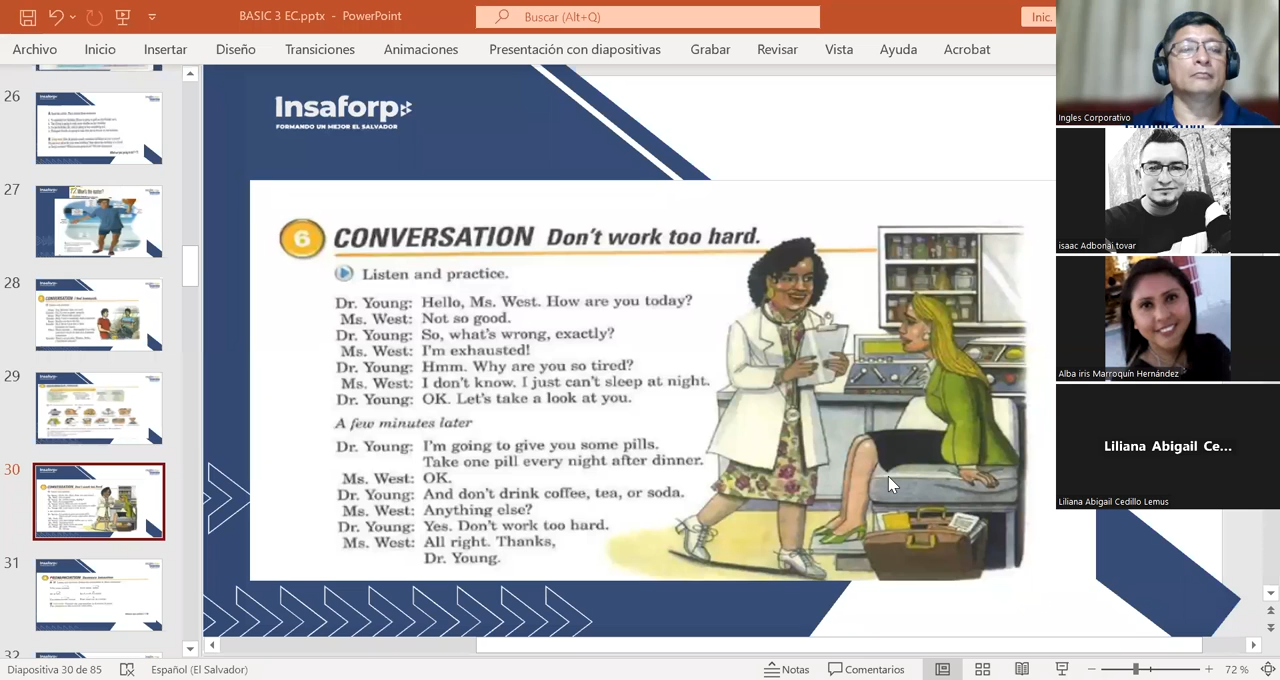 BASIC 3 EC.pptx - PowerPoint
Buscar (Alt+Q)
Inic.
Archivo Inicio Insertar Diseño Transiciones Animaciones Presentación con diapositivas Grabar Revisar Vista Ayuda Acrobat
26
27
28
29
30
31
32
Insaforp
FORMANDO UN MEJOR EL SALVADOR
6 CONVERSATION Don't work too hard.
Listen and practice.
Dr. Young: Hello, Ms. West. How are you today?
Ms. West: Not so good.
Dr. Young: So, what's wrong, exactly?
Ms. West: I'm exhausted!
Dr. Young: Hmm. Why are you so tired?
Ms. West: I don't know. I just can't sleep at night.
Dr. Young: OK. Let's take a look at you.
A few minutes later
Dr. Young: I'm going to give you some pills.
Take one pill every night after dinner.
Ms. West: OK.
Dr. Young: And don't drink coffee, tea, or soda.
Ms. West: Anything else?
Dr. Young: Yes. Don't work too hard.
Ms. West: All right. Thanks,
Dr. Young.
Ingles Corporativo
isaac Adbonai tovar
Alba iris Marroquín Hernández
Liliana Abigail Ce...
Liliana Abigail Cedillo Lemus
Diapositiva 30 de 85
Español (El Salvador)
Notas
Comentarios
72 %